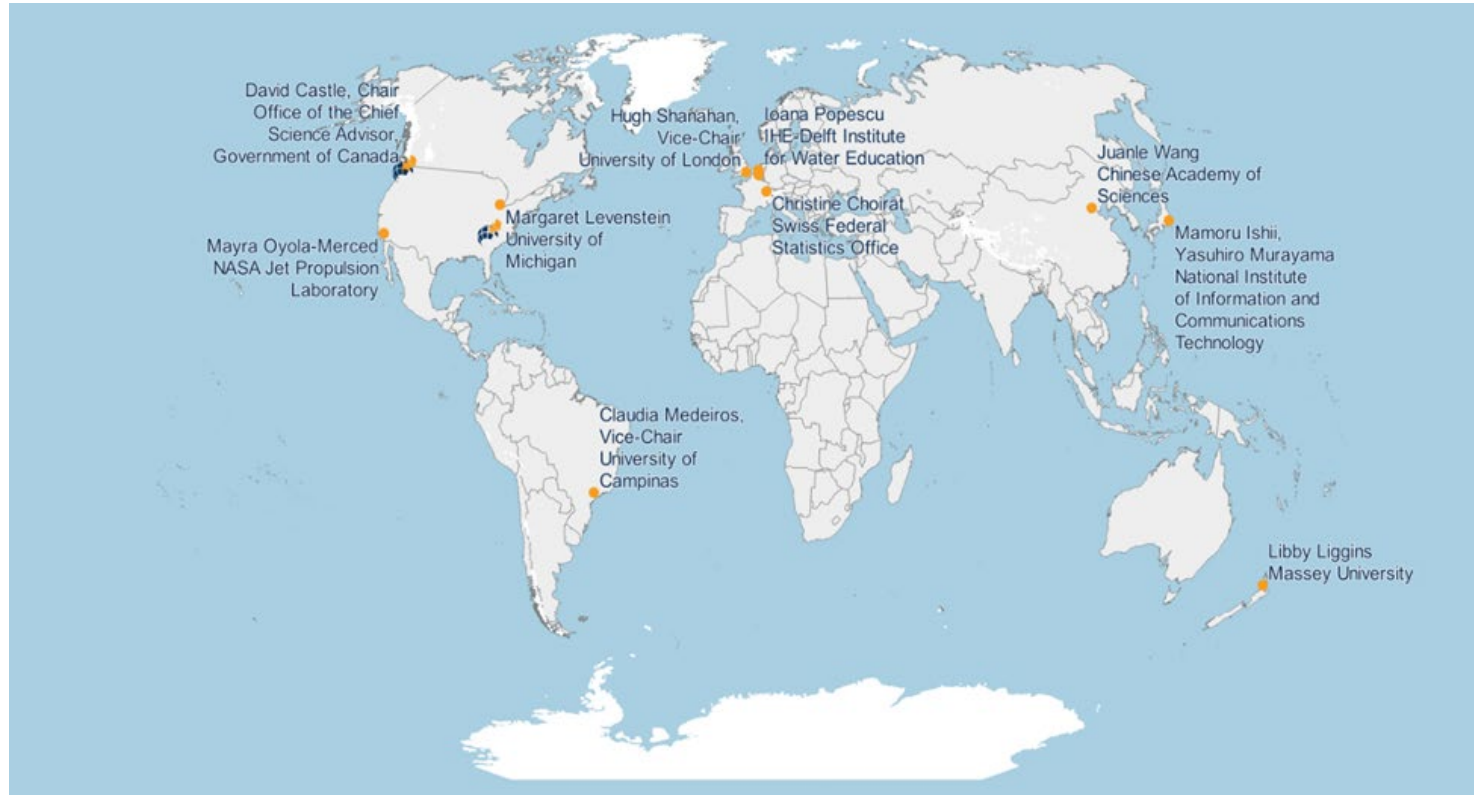 David Castle, Chair
Office of the Chief
Science Advisor,
Government of Canada
Hugh Shanahan,
Vice-Chair
University of London
Ioana Popescu
IHE-Delft Institute
for Water Education
Juanle Wang
Chinese Academy of
Sciences
Margaret Levenstein
University of
Michigan
Christine Choirat
Swiss Federal
Statistics Office
Mayra Oyola-Merced
NASA Jet Propulsion
Laboratory
Mamoru Ishii,
Yasuhiro Murayama
National Institute
of Information and
Communications
Technology
Claudia Medeiros,
Vice-Chair
University of
Campinas
Libby Liggins
Massey University